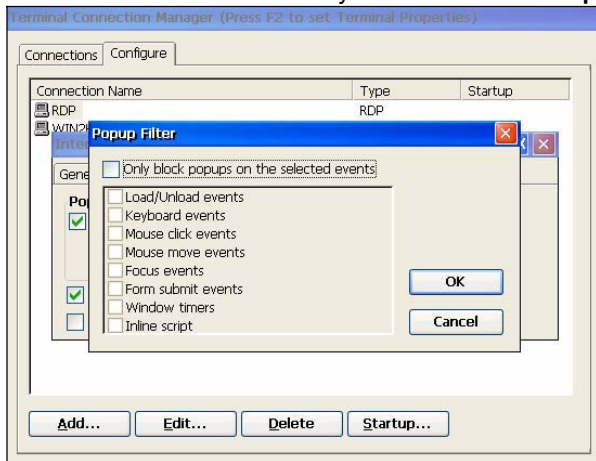 Terminal Connection Manager (Press F2 to set Terminal Properties)
Connections Configure
Connection Name Type Startup
RDP RDP
Popup Filter
Only block popups on the selected events
Load/Unload events
Keyboard events
Mouse click events
Mouse move events
Focus events
Form submit events
Window timers
Inline script
OK
Cancel
Add... Edit... Delete Startup...